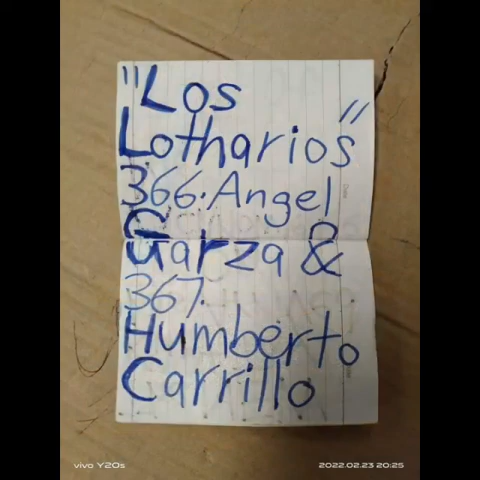 "Los
Lotharios"
366. Angel
Garza &
367.
Humberto
Carrillo
vivo Y20s
2022.02.23 20:25